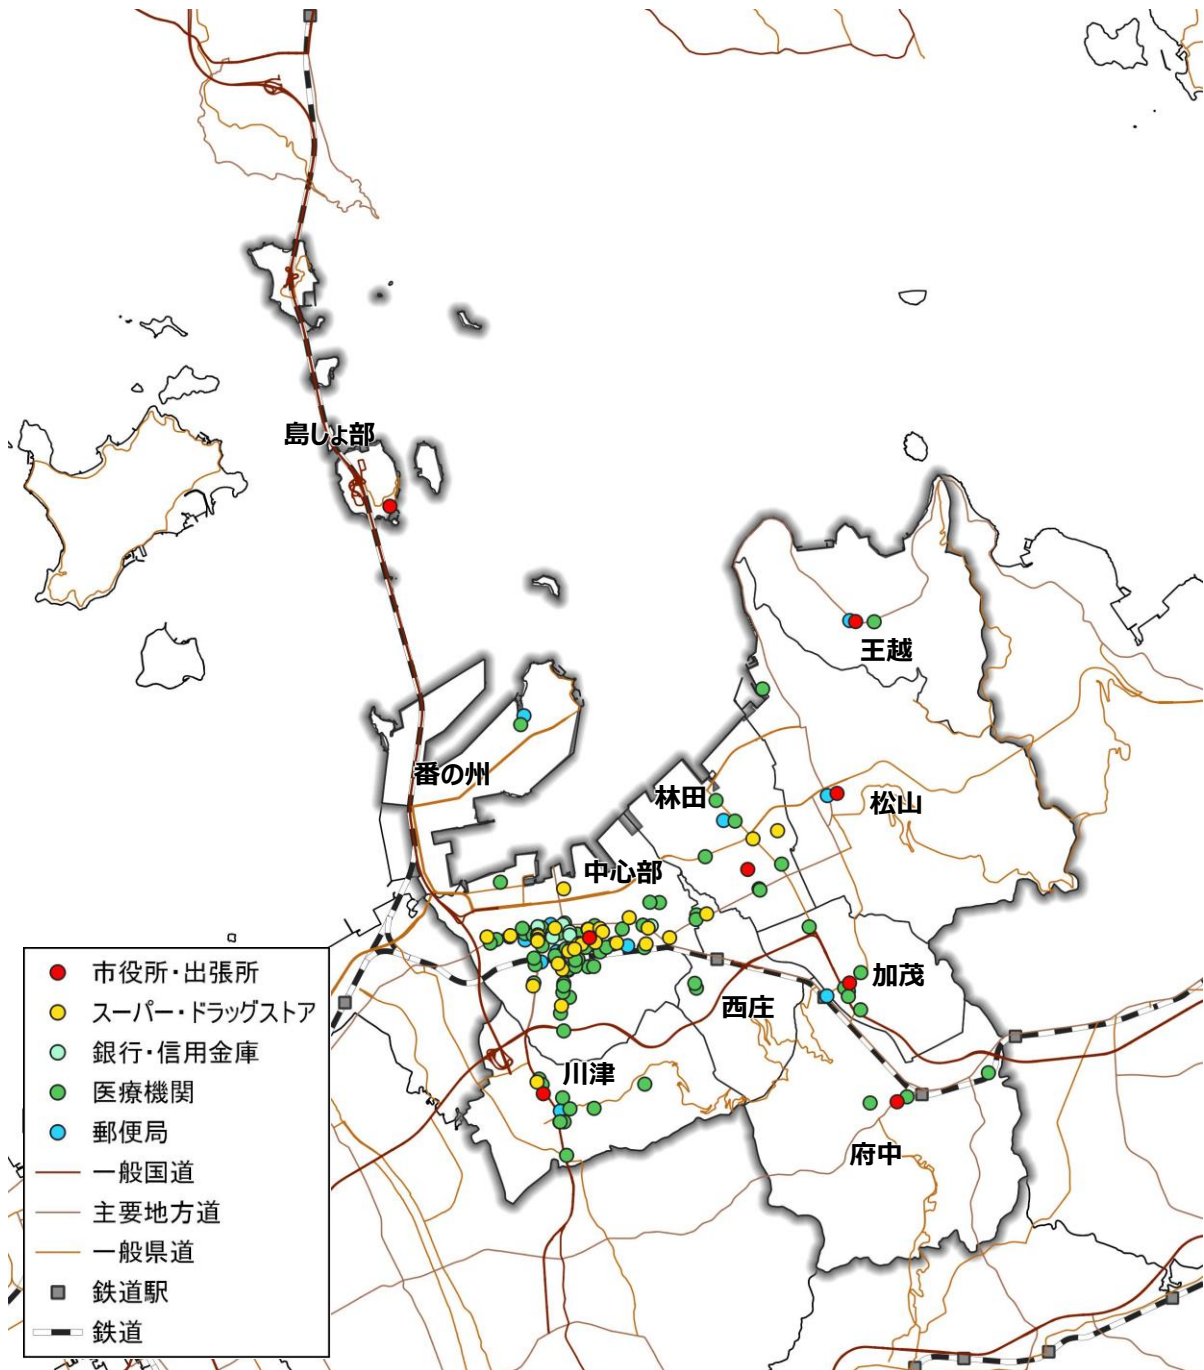 島しょ部
王越
番の州
林田
松山
中心部
加茂
西庄
川津
府中
市役所・出張所
スーパー・ドラッグストア
銀行・信用金庫
医療機関
郵便局
一般国道
主要地方道
一般県道
鉄道駅
鉄道